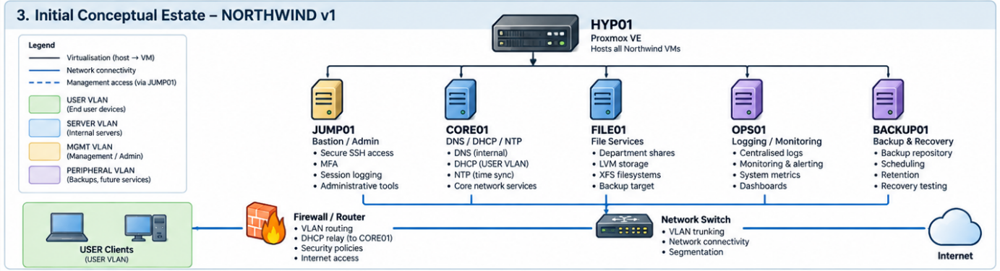 3. Initial Conceptual Estate – NORTHWIND v1
HYP01
Proxmox VE
Hosts all Northwind VMs
Legend
Virtualisation (host → VM)
Network connectivity
Management access (via JUMP01)
USER VLAN
(End user devices)
SERVER VLAN
(Internal servers)
MGMT VLAN
(Management / Admin)
PERIPHERAL VLAN
(Backups, future services)
JUMP01
Bastion / Admin
• Secure SSH access
• MFA
• Session logging
• Administrative tools
CORE01
DNS / DHCP / NTP
• DNS (internal)
• DHCP (USER VLAN)
• NTP (time sync)
• Core network services
FILE01
File Services
• Department shares
• LVM storage
• XFS filesystems
• Backup target
OPS01
Logging / Monitoring
• Centralised logs
• Monitoring & alerting
• System metrics
• Dashboards
BACKUP01
Backup & Recovery
• Backup repository
• Scheduling
• Retention
• Recovery testing
USER Clients
(USER VLAN)
Firewall / Router
• VLAN routing
• DHCP relay (to CORE01)
• Security policies
• Internet access
Network Switch
• VLAN trunking
• Network connectivity
• Segmentation
Internet